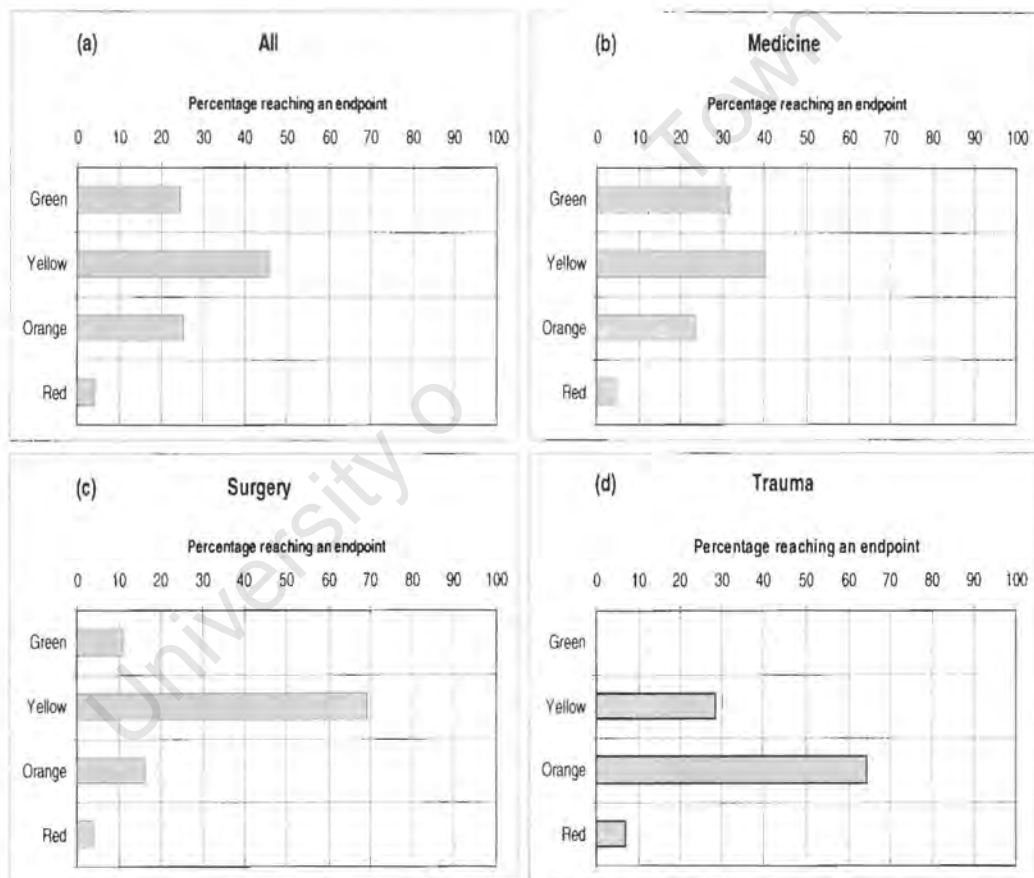 (a) All
Percentage reaching an endpoint
0 10 20 30 40 50 60 70 80 90 100
Green
Yellow
Orange
Red
(b) Medicine
Percentage reaching an endpoint
0 10 20 30 40 50 60 70 80 90 100
Green
Yellow
Orange
Red
(c) Surgery
Percentage reaching an endpoint
0 10 20 30 40 50 60 70 80 90 100
Green
Yellow
Orange
Red
(d) Trauma
Percentage reaching an endpoint
0 10 20 30 40 50 60 70 80 90 100
Green
Yellow
Orange
Red
University o
Town